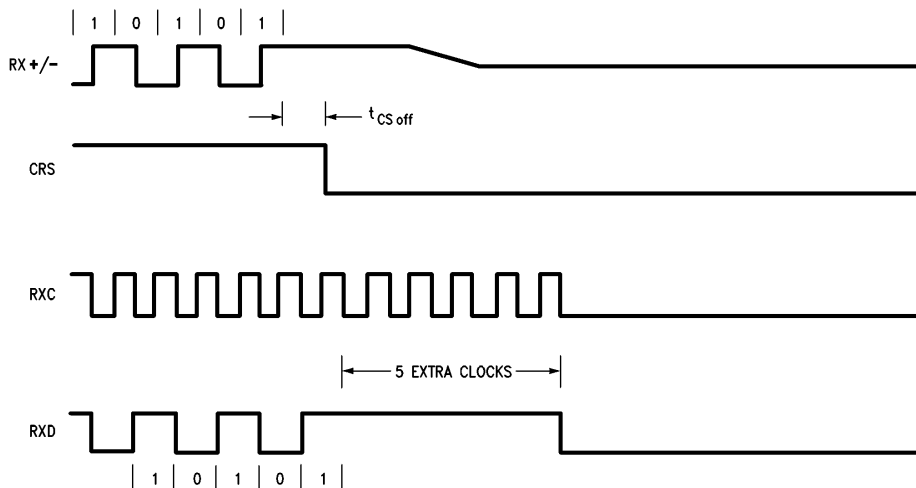 1 0 1 0 1
RX +/-
t CS off
CRS
RXC
5 EXTRA CLOCKS
RXD
1 0 1 0 1